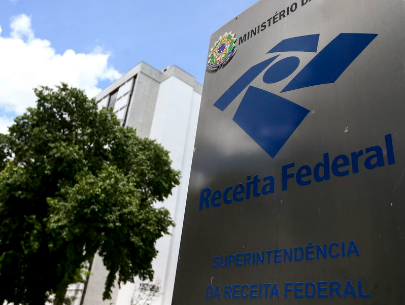 MINISTÉRIO DA
Receita Federal
SUPERINTENDÊNCIA
DA RECEITA FEDERAL